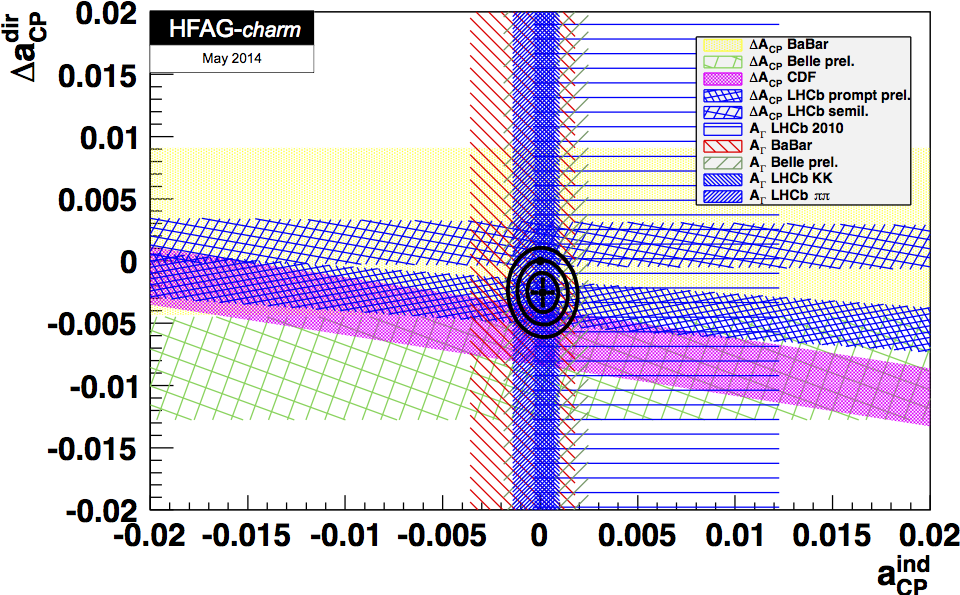 HFAG-charm
May 2014
Δa_CP^dir
0.02
0.015
0.01
0.005
0
-0.005
-0.01
-0.015
-0.02
ΔA_CP BaBar
ΔA_CP Belle prel.
ΔA_CP CDF
ΔA_CP LHCb prompt prel.
ΔA_CP LHCb semil.
A_Γ LHCb 2010
A_Γ BaBar
A_Γ Belle prel.
A_Γ LHCb KK
A_Γ LHCb ππ
-0.02 -0.015 -0.01 -0.005 0 0.005 0.01 0.015 0.02
a_CP^ind